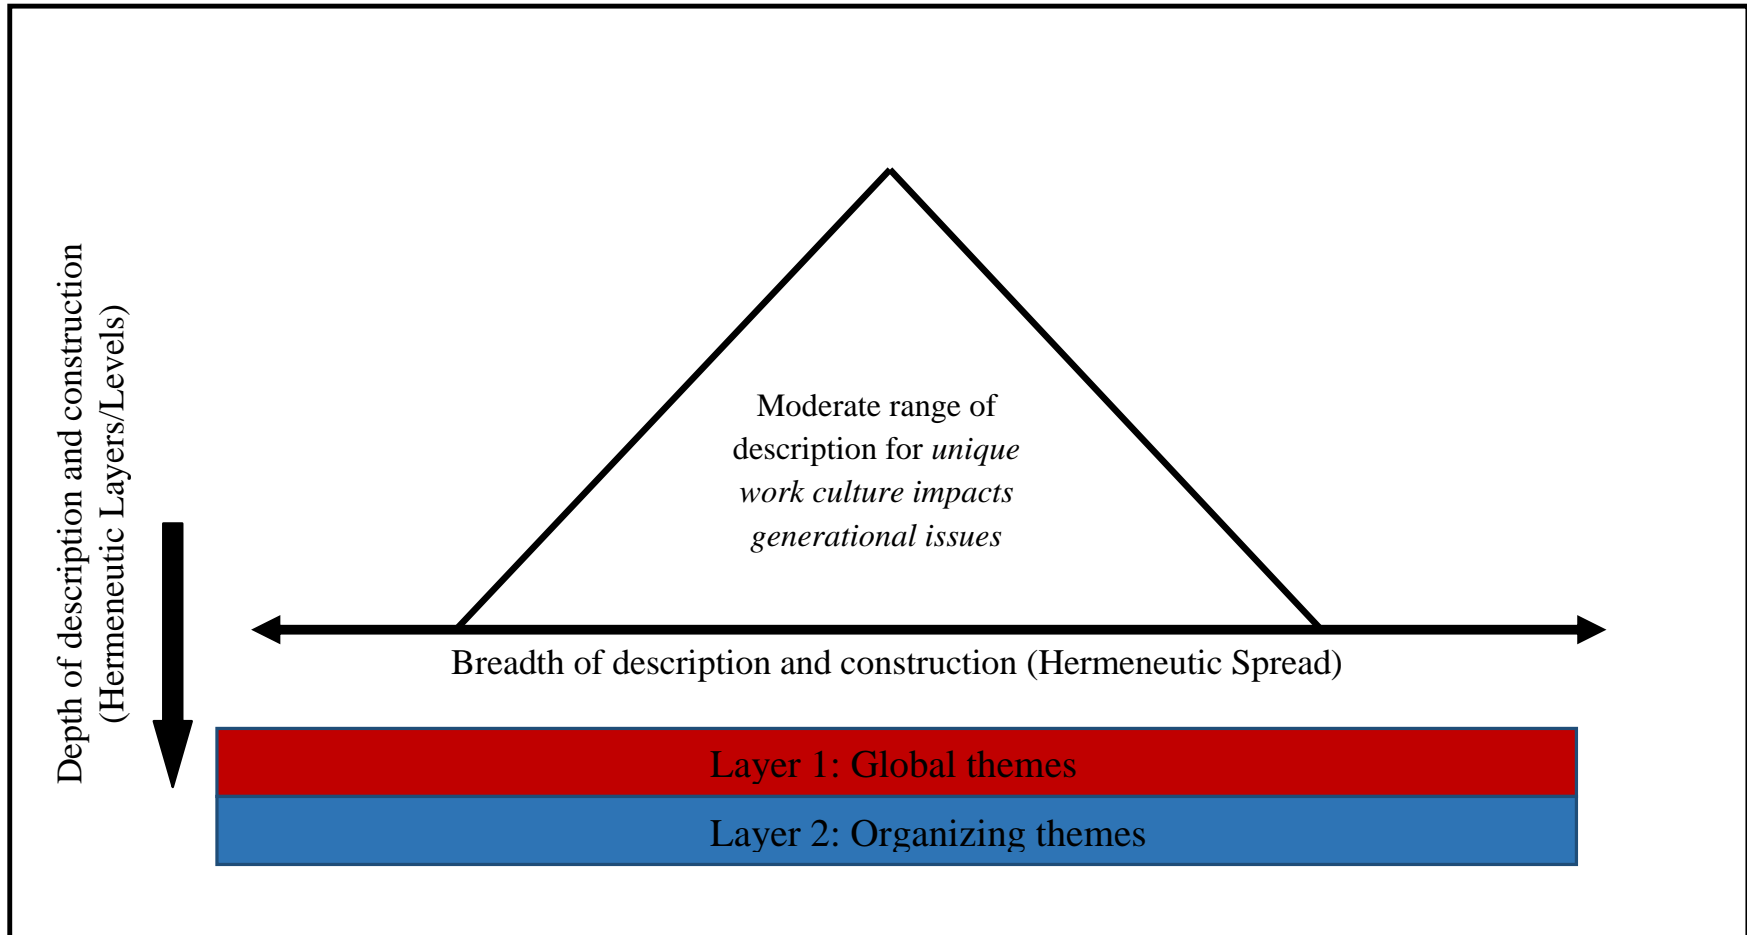 Depth of description and construction
(Hermeneutic Layers/Levels)
Moderate range of
description for unique
work culture impacts
generational issues
Breadth of description and construction (Hermeneutic Spread)
Layer 1: Global themes
Layer 2: Organizing themes